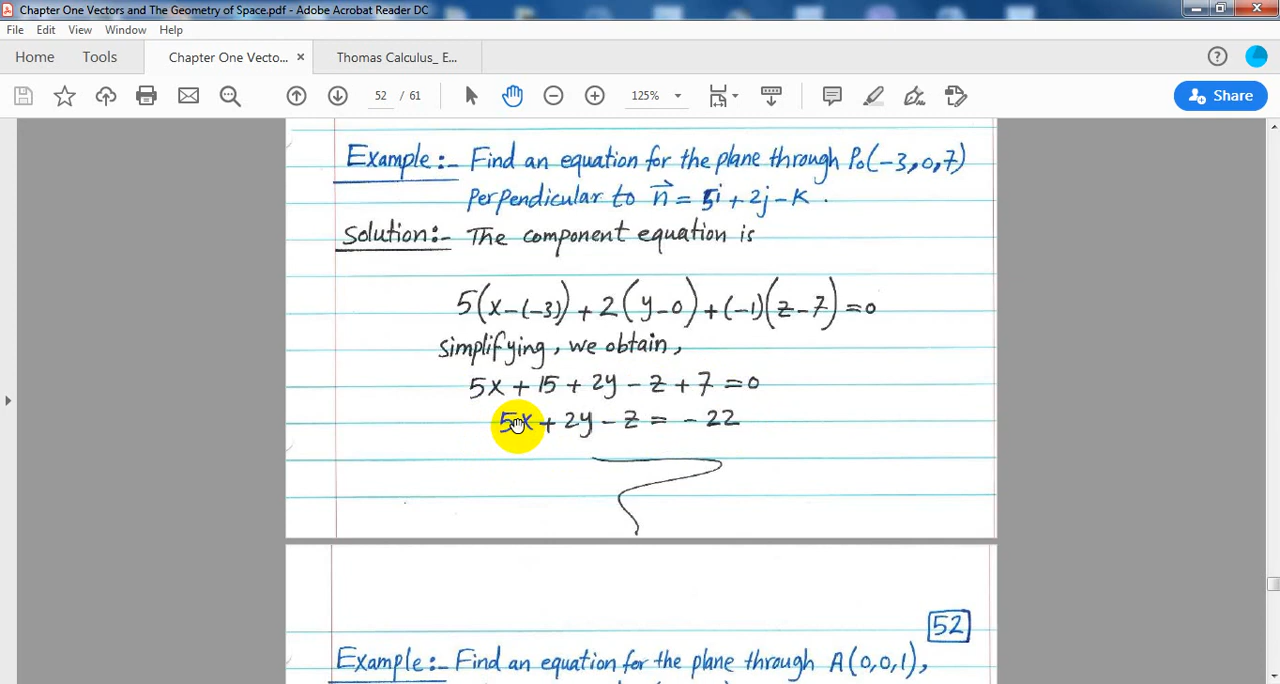 Chapter One Vectors and The Geometry of Space.pdf - Adobe Acrobat Reader DC
File Edit View Window Help
Home Tools Chapter One Vecto... × Thomas Calculus_ E...
52 / 61 125% Share
Example:- Find an equation for the plane through P₀(-3,0,7)
perpendicular to n⃗ = 5i + 2j - k .
Solution:- The component equation is
5(x-(-3)) + 2(y-0) + (-1)(z-7) = 0
simplifying, we obtain,
5x + 15 + 2y - z + 7 = 0
5x + 2y - z = - 22
52
Example:- Find an equation for the plane through A(0,0,1),